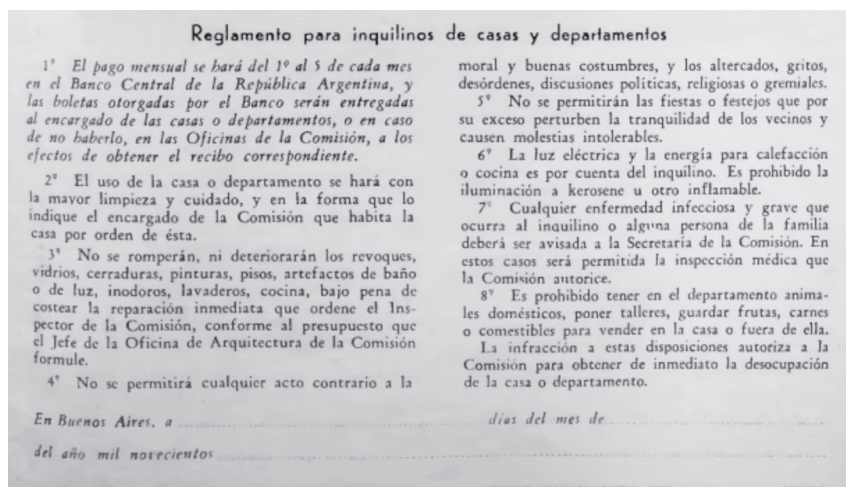 Reglamento para inquilinos de casas y departamentos
1º El pago mensual se hará del 1º al 5 de cada mes
en el Banco Central de la República Argentina, y
las boletas otorgadas por el Banco serán entregadas
al encargado de las casas o departamentos, o en caso
de no haberlo, en las Oficinas de la Comisión, a los
efectos de obtener el recibo correspondiente.
2º El uso de la casa o departamento se hará con
la mayor limpieza y cuidado, y en la forma que lo
indique el encargado de la Comisión que habita la
casa por orden de ésta.
3º No se romperán, ni deteriorarán los revoques,
vidrios, cerraduras, pinturas, pisos, artefactos de baño
o de luz, inodoros, lavaderos, cocina, bajo pena de
costear la reparación inmediata que ordene el Ins-
pector de la Comisión, conforme al presupuesto que
el Jefe de la Oficina de Arquitectura de la Comisión
formule.
4º No se permitirá cualquier acto contrario a la
moral y buenas costumbres, y los altercados, gritos,
desórdenes, discusiones políticas, religiosas o gremiales.
5º No se permitirán las fiestas o festejos que por
su exceso perturben la tranquilidad de los vecinos y
causen molestias intolerables.
6º La luz eléctrica y la energía para calefacción
o cocina es por cuenta del inquilino. Es prohibido la
iluminación a kerosene u otro inflamable.
7º Cualquier enfermedad infecciosa y grave que
ocurra al inquilino o alguna persona de la familia
deberá ser avisada a la Secretaría de la Comisión. En
estos casos será permitida la inspección médica que
la Comisión autorice.
8º Es prohibido tener en el departamento anima-
les domésticos, poner talleres, guardar frutas, carnes
o comestibles para vender en la casa o fuera de ella.
La infracción a estas disposiciones autoriza a la
Comisión para obtener de inmediato la desocupación
de la casa o departamento.
En Buenos Aires, a ........ días del mes de ........
del año mil novecientos ........